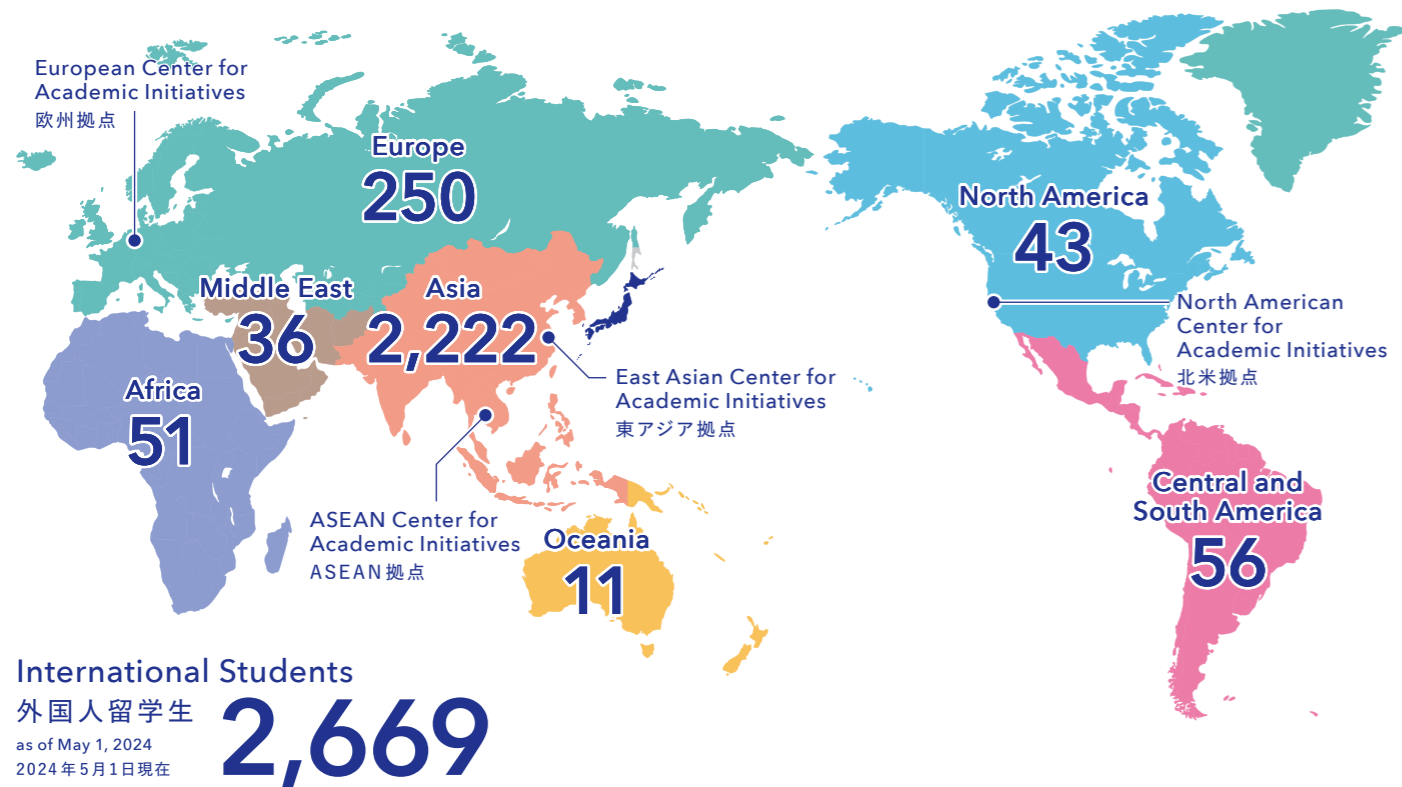 European Center for
Academic Initiatives
欧州拠点
Europe
250
North America
43
Middle East
36
Asia
2,222
North American
Center for
Academic Initiatives
北米拠点
East Asian Center for
Academic Initiatives
東アジア拠点
Africa
51
Central and
South America
56
ASEAN Center for
Academic Initiatives
ASEAN拠点
Oceania
11
International Students
外国人留学生
as of May 1, 2024
2024年5月1日現在
2,669